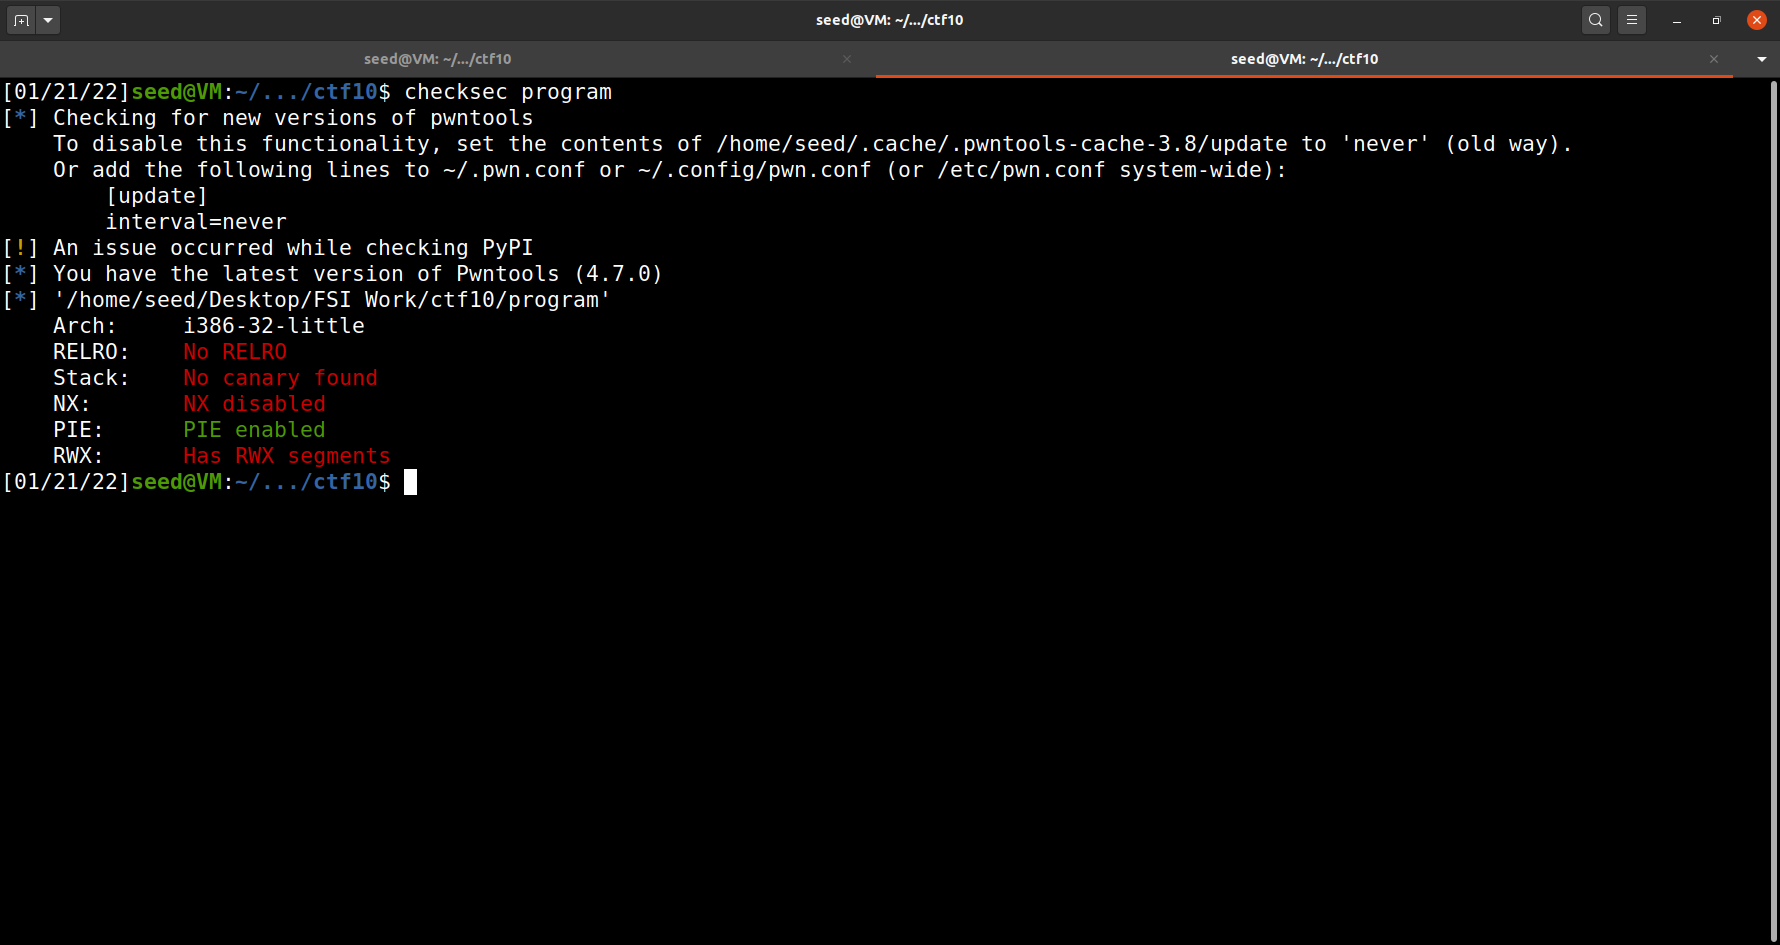 seed@VM: ~/.../ctf10
seed@VM: ~/.../ctf10
seed@VM: ~/.../ctf10
[01/21/22]seed@VM:~/.../ctf10$ checksec program
[*] Checking for new versions of pwntools
    To disable this functionality, set the contents of /home/seed/.cache/.pwntools-cache-3.8/update to 'never' (old way).
    Or add the following lines to ~/.pwn.conf or ~/.config/pwn.conf (or /etc/pwn.conf system-wide):
        [update]
        interval=never
[!] An issue occurred while checking PyPI
[*] You have the latest version of Pwntools (4.7.0)
[*] '/home/seed/Desktop/FSI Work/ctf10/program'
    Arch:     i386-32-little
    RELRO:    No RELRO
    Stack:    No canary found
    NX:       NX disabled
    PIE:      PIE enabled
    RWX:      Has RWX segments
[01/21/22]seed@VM:~/.../ctf10$